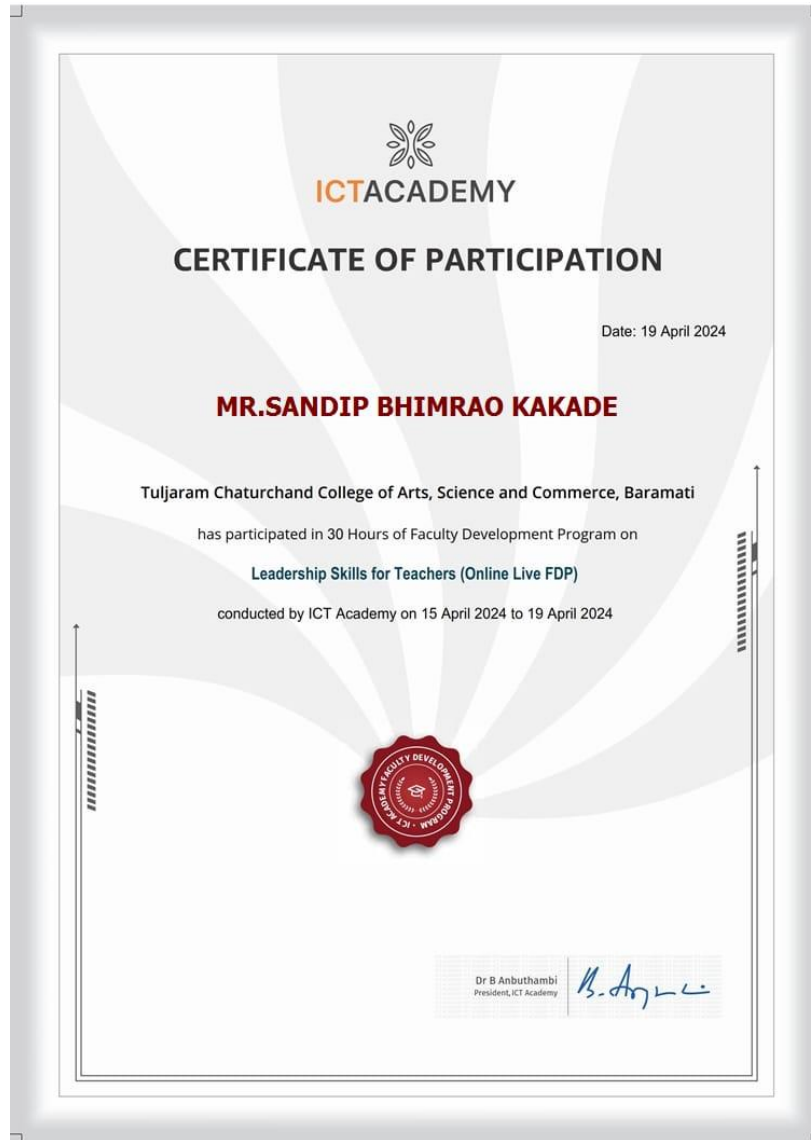 ICTACADEMY
CERTIFICATE OF PARTICIPATION
Date: 19 April 2024
MR.SANDIP BHIMRAO KAKADE
Tuljaram Chaturchand College of Arts, Science and Commerce, Baramati
has participated in 30 Hours of Faculty Development Program on
Leadership Skills for Teachers (Online Live FDP)
conducted by ICT Academy on 15 April 2024 to 19 April 2024
FACULTY DEVELOPMENT PROGRAM · ICT ACADEMY
Dr B Anbuthambi
President, ICT Academy